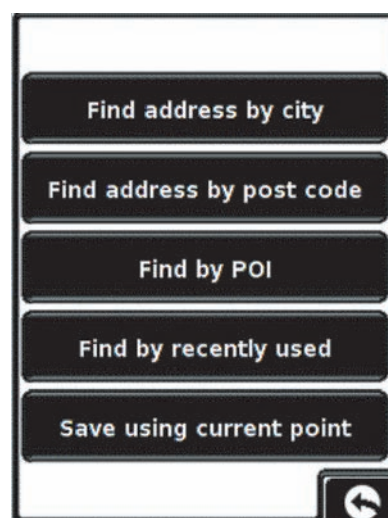 Find address by city
Find address by post code
Find by POI
Find by recently used
Save using current point